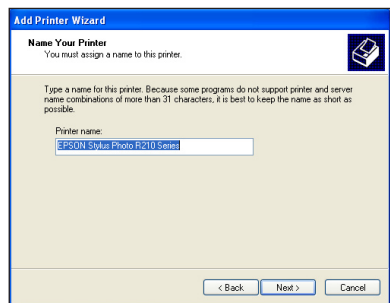 Add Printer Wizard
Name Your Printer
You must assign a name to this printer.
Type a name for this printer. Because some programs do not support printer and server
name combinations of more than 31 characters, it is best to keep the name as short as
possible.
Printer name:
EPSON Stylus Photo R210 Series
< Back
Next >
Cancel